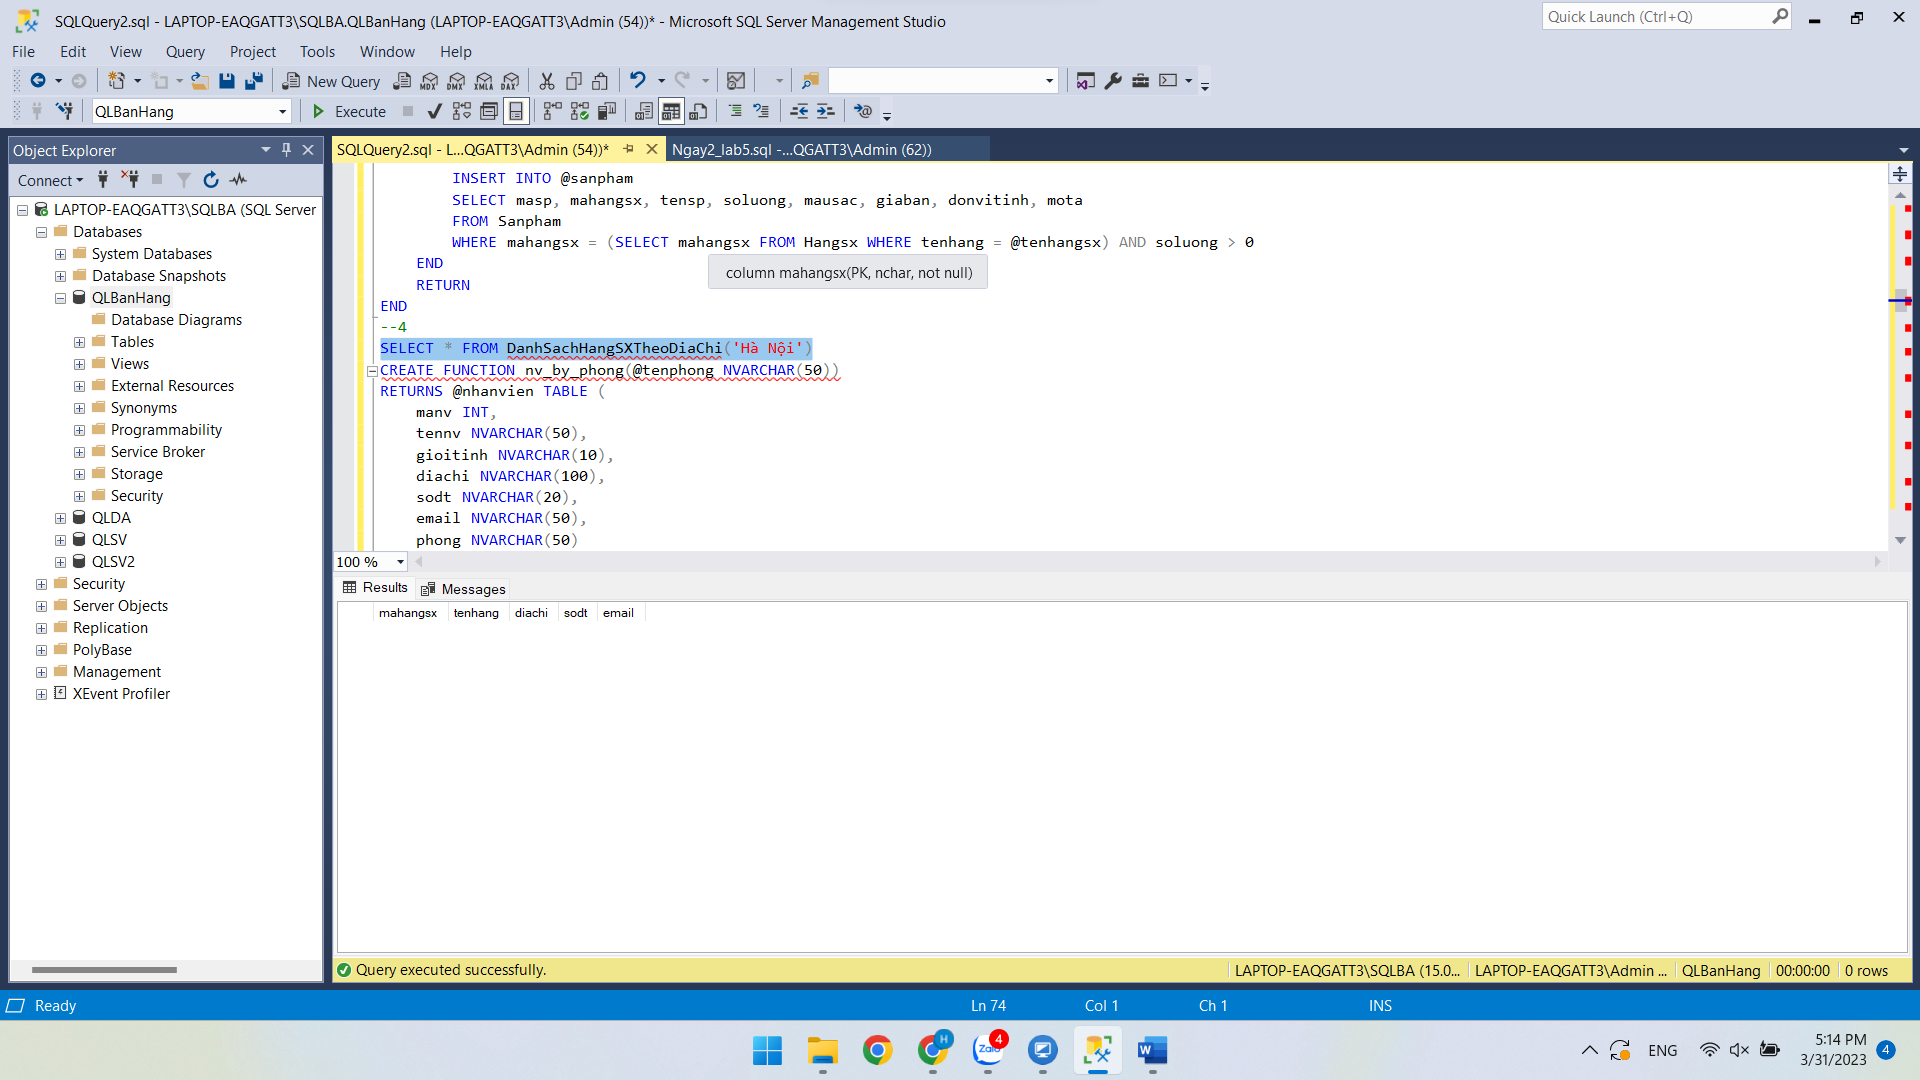 SQLQuery2.sql - LAPTOP-EAQGATT3\SQLBA.QLBanHang (LAPTOP-EAQGATT3\Admin (54))* - Microsoft SQL Server Management Studio
Quick Launch (Ctrl+Q)
File Edit View Query Project Tools Window Help
New Query
MDX DMX XMLA DAX
QLBanHang
Execute
Object Explorer
SQLQuery2.sql - L...QGATT3\Admin (54))*
Ngay2_lab5.sql -...QGATT3\Admin (62))
Connect
LAPTOP-EAQGATT3\SQLBA (SQL Server
Databases
System Databases
Database Snapshots
QLBanHang
Database Diagrams
Tables
Views
External Resources
Synonyms
Programmability
Service Broker
Storage
Security
QLDA
QLSV
QLSV2
Security
Server Objects
Replication
PolyBase
Management
XEvent Profiler
INSERT INTO @sanpham
SELECT masp, mahangsx, tensp, soluong, mausac, giaban, donvitinh, mota
FROM Sanpham
WHERE mahangsx = (SELECT mahangsx FROM Hangsx WHERE tenhang = @tenhangsx) AND soluong > 0
END
column mahangsx(PK, nchar, not null)
RETURN
END
--4
SELECT * FROM DanhSachHangSXTheoDiaChi('Hà Nội')
CREATE FUNCTION nv_by_phong(@tenphong NVARCHAR(50))
RETURNS @nhanvien TABLE (
manv INT,
tennv NVARCHAR(50),
gioitinh NVARCHAR(10),
diachi NVARCHAR(100),
sodt NVARCHAR(20),
email NVARCHAR(50),
phong NVARCHAR(50)
100 %
Results Messages
mahangsx tenhang diachi sodt email
Query executed successfully.
LAPTOP-EAQGATT3\SQLBA (15.0... LAPTOP-EAQGATT3\Admin ... QLBanHang 00:00:00 0 rows
Ready
Ln 74 Col 1 Ch 1 INS
H
Zalo
4
W
ENG
5:14 PM
3/31/2023
4